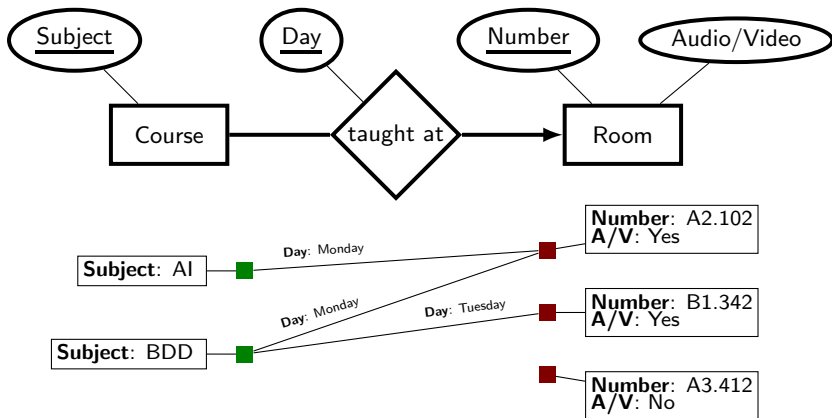 Subject
Day
Number
Audio/Video
Course
taught at
Room
Subject: AI
Day: Monday
Number: A2.102
A/V: Yes
Subject: BDD
Day: Monday
Day: Tuesday
Number: B1.342
A/V: Yes
Number: A3.412
A/V: No